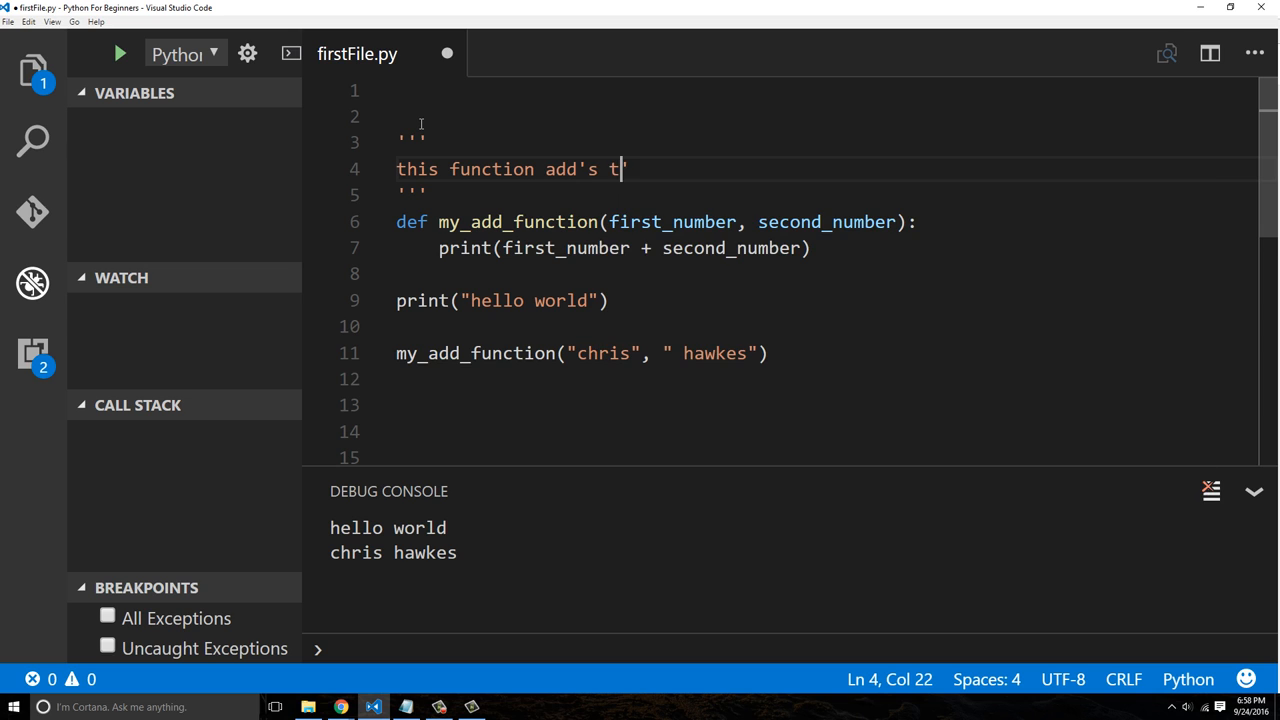 ● firstFile.py - Python For Beginners - Visual Studio Code
File Edit View Go Help
Python
firstFile.py
1
VARIABLES
WATCH
2
CALL STACK
BREAKPOINTS
All Exceptions
Uncaught Exceptions
1
2
3 '''
4 this function add's t'
5 '''
6 def my_add_function(first_number, second_number):
7 print(first_number + second_number)
8
9 print("hello world")
10
11 my_add_function("chris", " hawkes")
12
13
14
15
DEBUG CONSOLE
hello world
chris hawkes
0 0 Ln 4, Col 22 Spaces: 4 UTF-8 CRLF Python
I'm Cortana. Ask me anything.
6:58 PM
9/24/2016